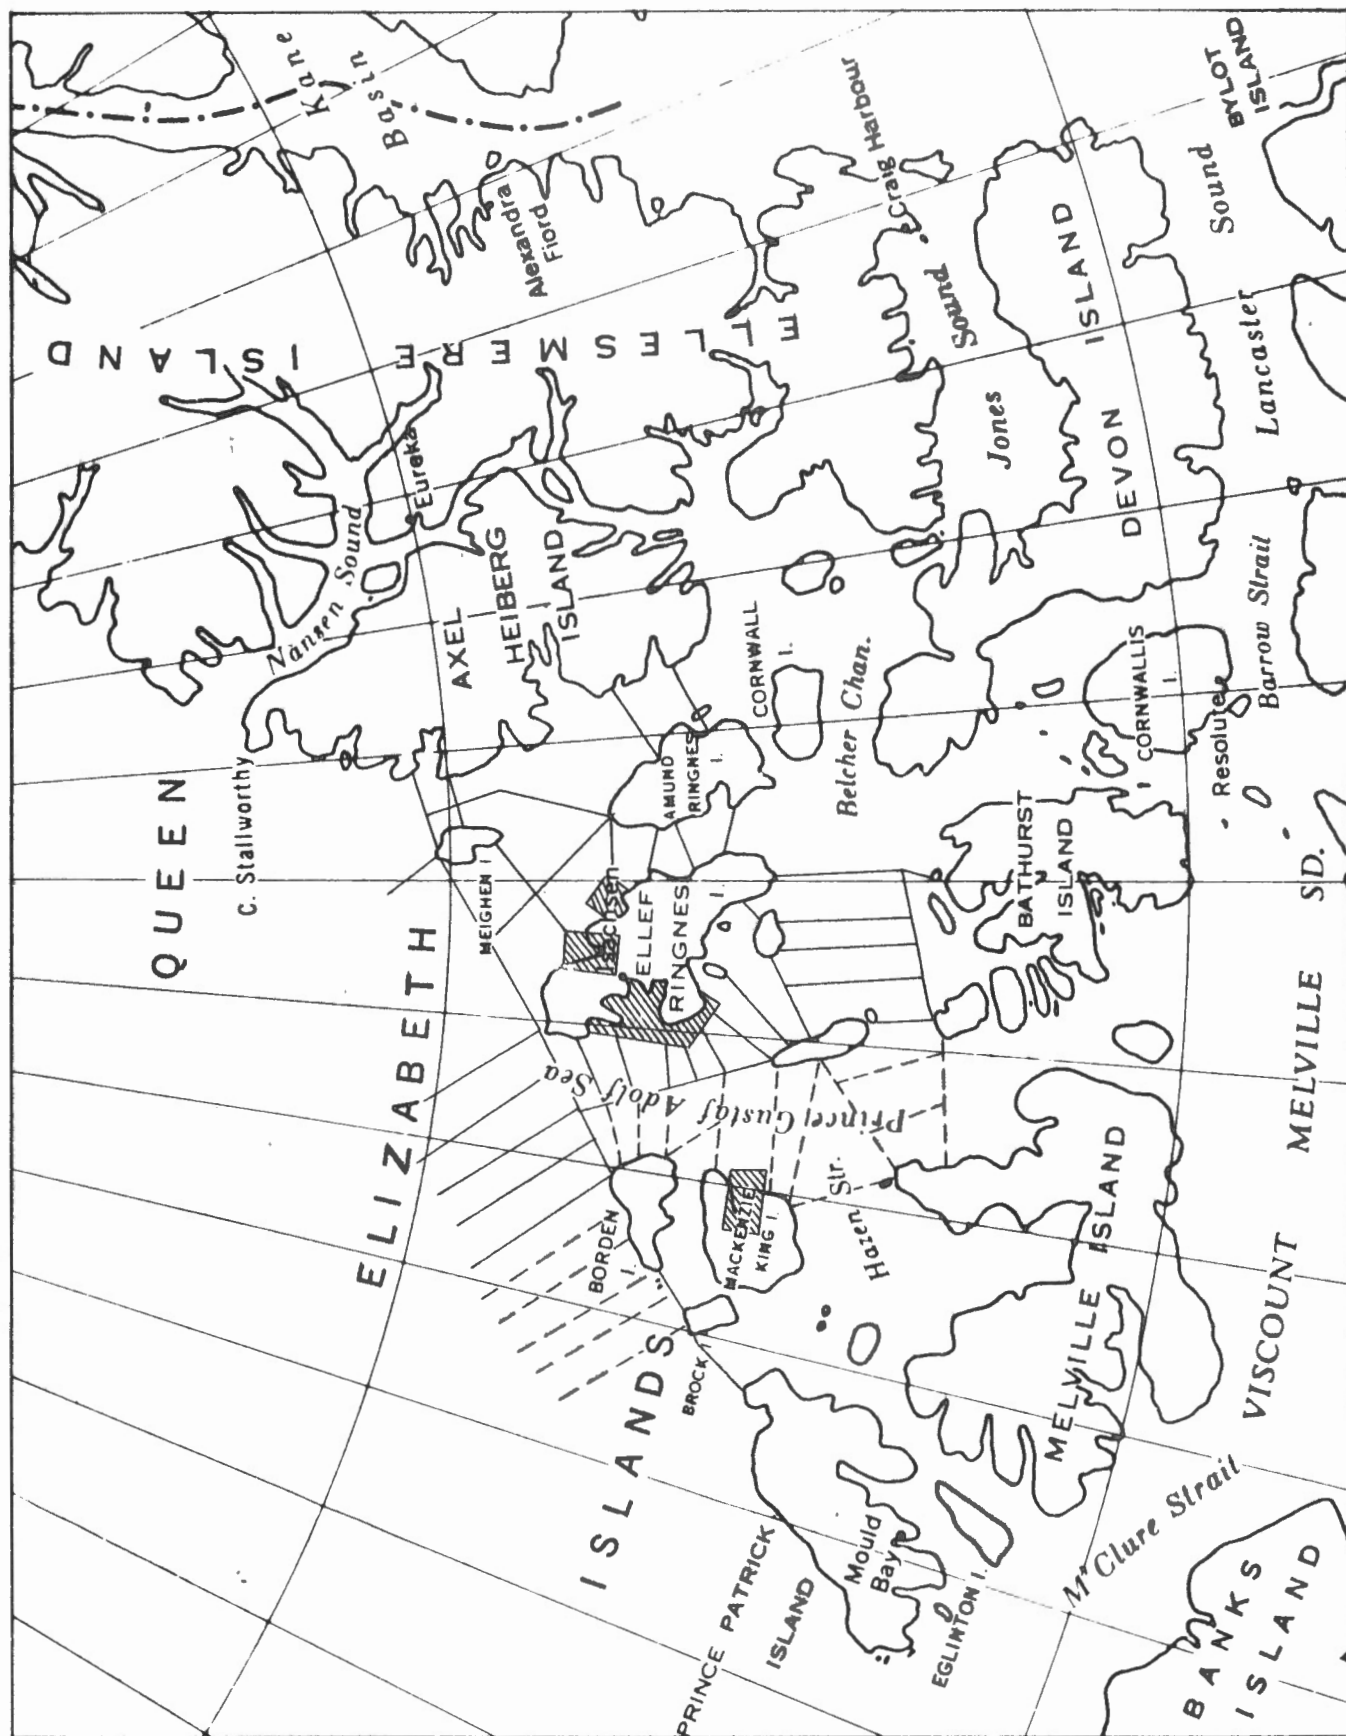 QUEEN
ELIZABETH
ISLANDS
C. Stallworthy
Nansen Sound
Eureka
ELLESMERE ISLAND
Kane
Basin
Alexandra
Fiord
Craig Harbour
AXEL
HEIBERG
ISLAND
MEIGHEN I
AMUND
RINGNES
I.
CORNWALL
I.
ELLEF
RINGNES
I.
Belcher Chan.
Jones
Sound
DEVON
ISLAND
BYLOT
ISLAND
Lancaster
Sound
Barrow Strait
CORNWALLIS
I.
Resolute
BATHURST
ISLAND
Prince Gustaf Adolf Sea
BORDEN
I.
MACKENZIE
KING I.
BROCK I
Hazen Str.
MELVILLE
ISLAND
VISCOUNT
MELVILLE
SD.
PRINCE PATRICK
ISLAND
Mould
Bay
EGLINTON I.
Mc Clure Strait
BANKS
ISLAND